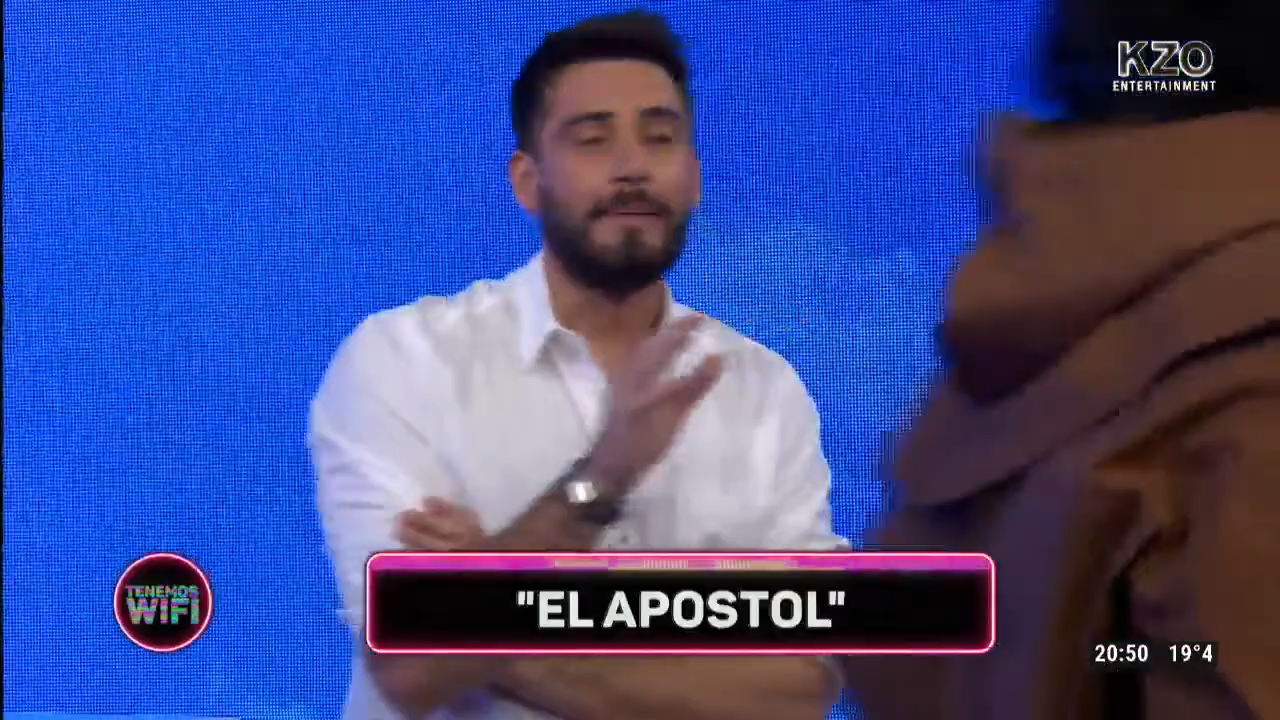 KZO
ENTERTAINMENT
TENEMOS
WIFI
"EL APOSTOL"
20:50 19°4